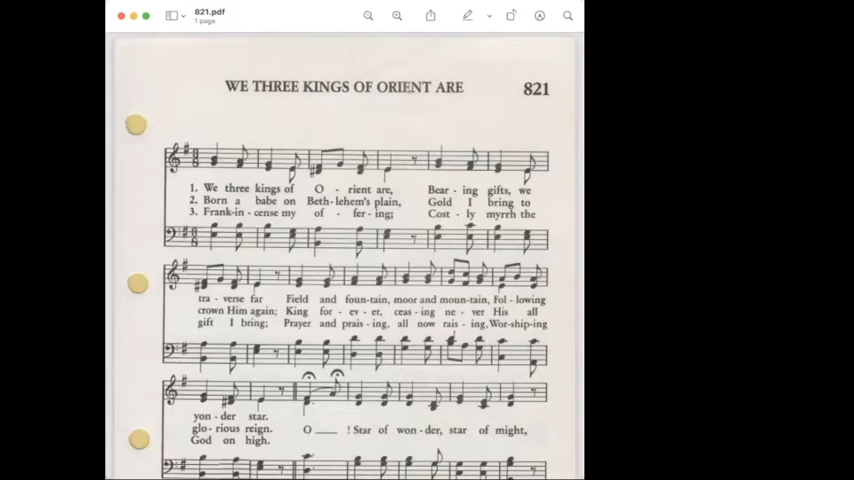 821.pdf
1 page
WE THREE KINGS OF ORIENT ARE 821
1. We three kings of O - rient are, Bear - ing gifts, we
2. Born a babe on Beth - lehem's plain, Gold I bring to
3. Frank - in - cense my of - fer - ing; Cost - ly myrrh the
tra - verse far Field and foun - tain, moor and moun - tain, Fol - lowing
crown Him again; King for - ev - er, ceas - ing ne - ver His all
gift I bring; Prayer and prais - ing, all now rais - ing, Wor - ship - ing
yon - der star.
glo - rious reign. O ___ ! Star of won - der, star of might,
God on high.